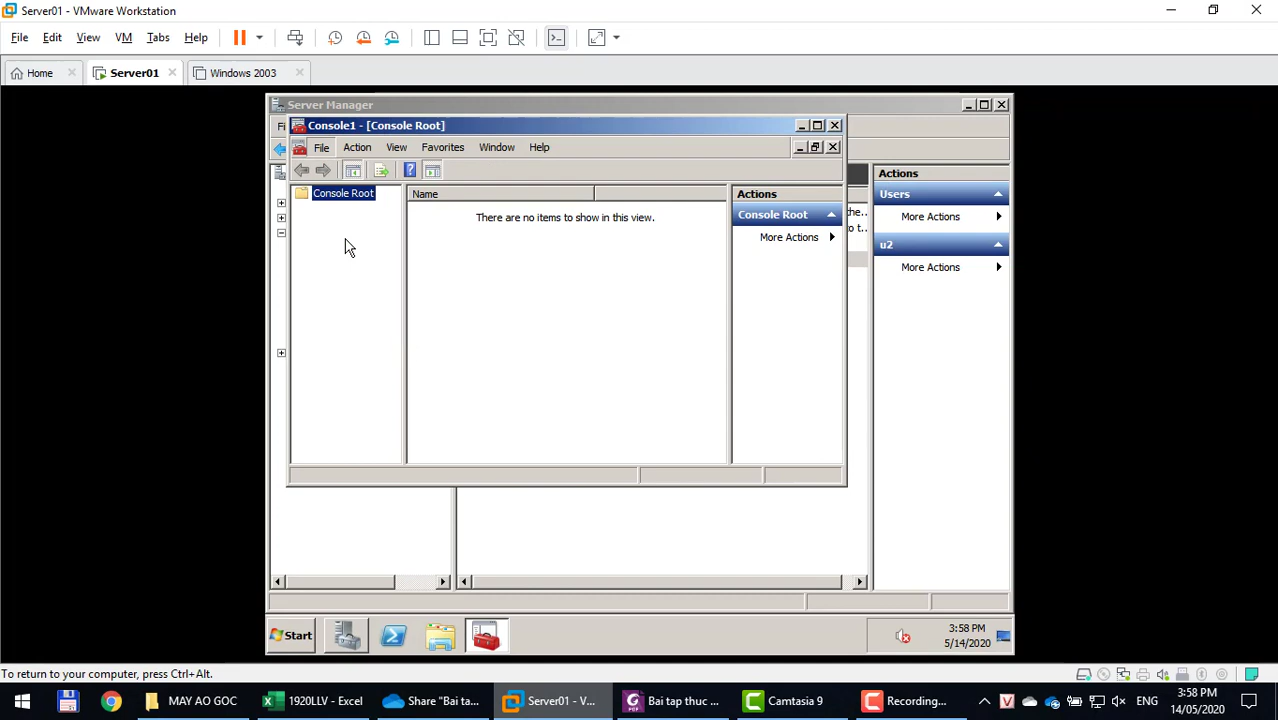 Server01 - VMware Workstation
File Edit View VM Tabs Help
Home Server01 Windows 2003
Server Manager
Fi
Console1 - [Console Root]
File Action View Favorites Window Help
Console Root
Name
There are no items to show in this view.
Actions
Console Root
More Actions
he...
to t...
Actions
Users
More Actions
u2
More Actions
Start
3:58 PM
5/14/2020
To return to your computer, press Ctrl+Alt.
MAY AO GOC
1920LLV - Excel
Share "Bai ta...
Server01 - V...
Bai tap thuc ...
Camtasia 9
Recording...
ENG
3:58 PM
14/05/2020